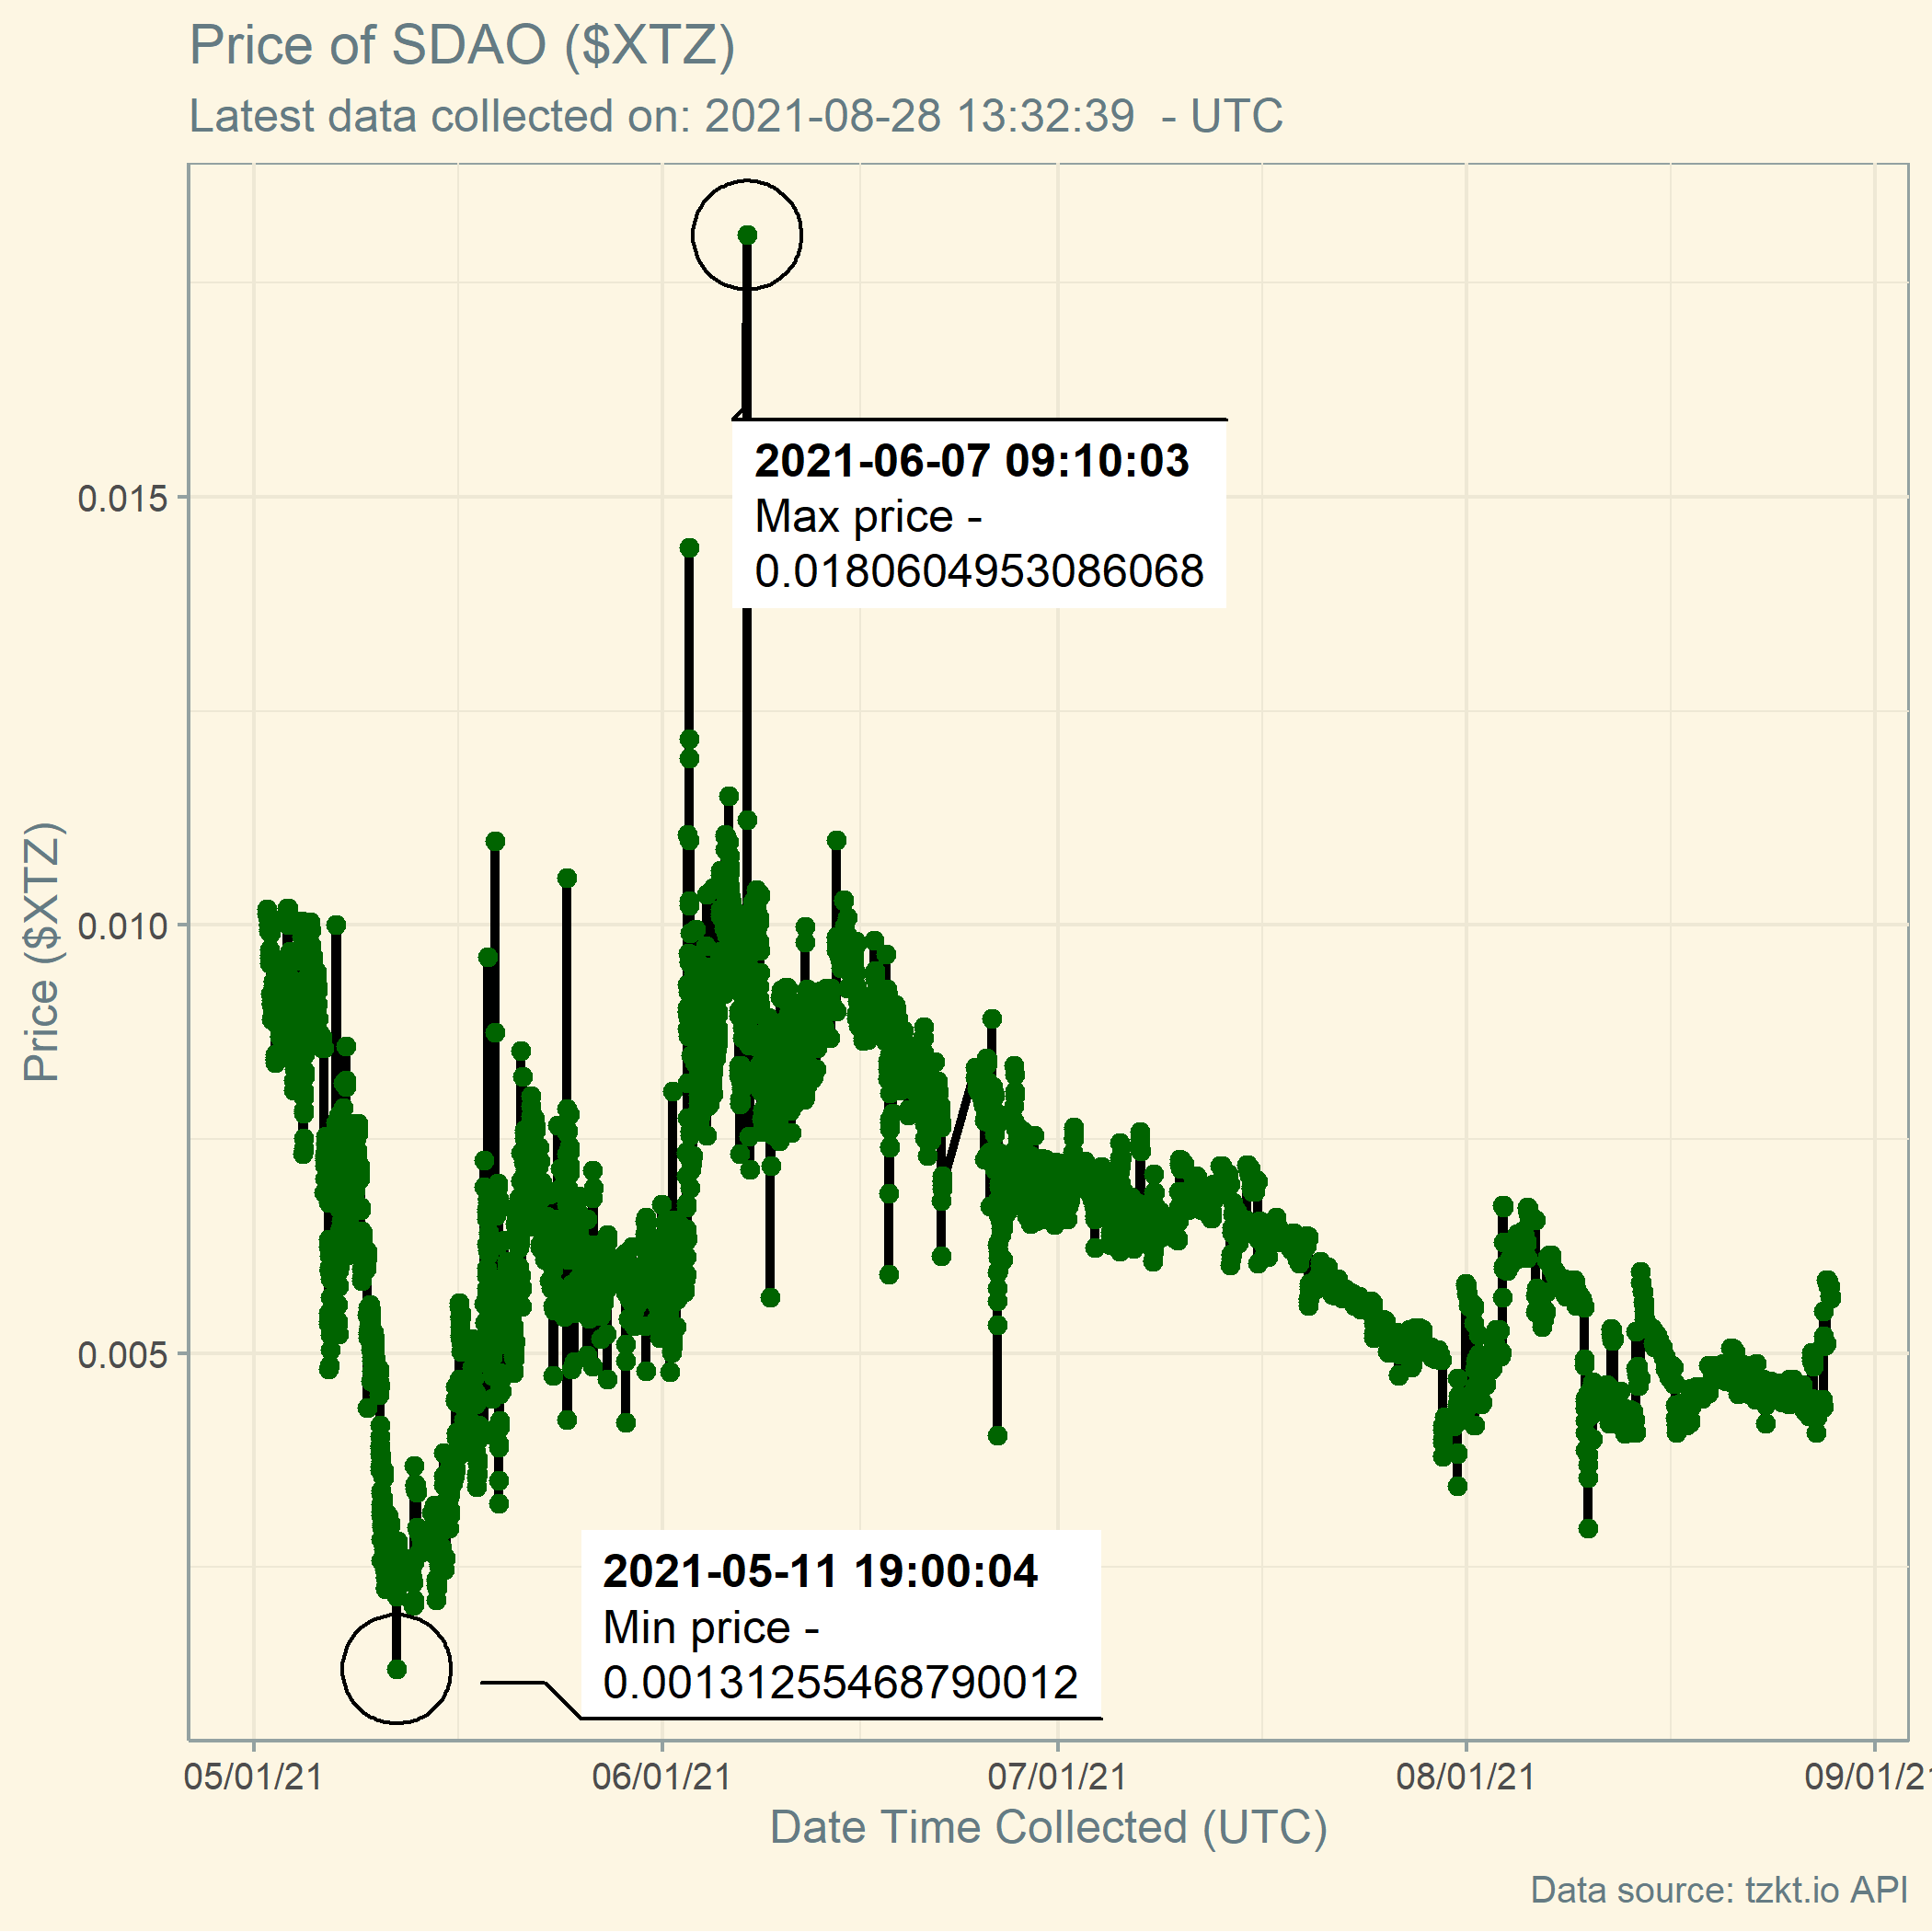 Price of SDAO ($XTZ)
Latest data collected on: 2021-08-28 13:32:39  - UTC
Price ($XTZ)
0.015
0.010
0.005
2021-06-07 09:10:03
Max price -
0.0180604953086068
2021-05-11 19:00:04
Min price -
0.00131255468790012
05/01/21
06/01/21
07/01/21
08/01/21
09/01/21
Date Time Collected (UTC)
Data source: tzkt.io API